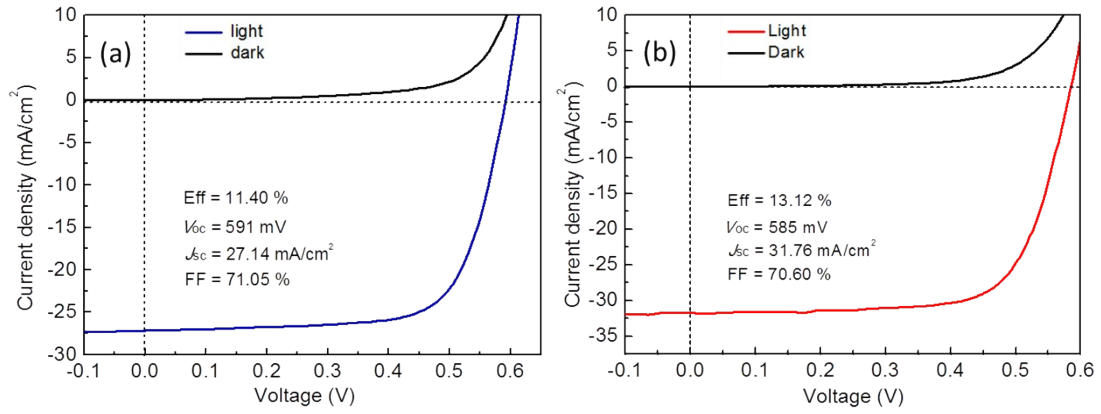 (a)
light
dark
Eff = 11.40 %
VOC = 591 mV
JSC = 27.14 mA/cm²
FF = 71.05 %
10
5
0
-5
-10
-15
-20
-25
-30
Current density (mA/cm²)
-0.1 0.0 0.1 0.2 0.3 0.4 0.5 0.6
Voltage (V)
(b)
Light
Dark
Eff = 13.12 %
VOC = 585 mV
JSC = 31.76 mA/cm²
FF = 70.60 %
10
5
0
-5
-10
-15
-20
-25
-30
-35
Current density (mA/cm²)
-0.1 0.0 0.1 0.2 0.3 0.4 0.5 0.6
Voltage (V)